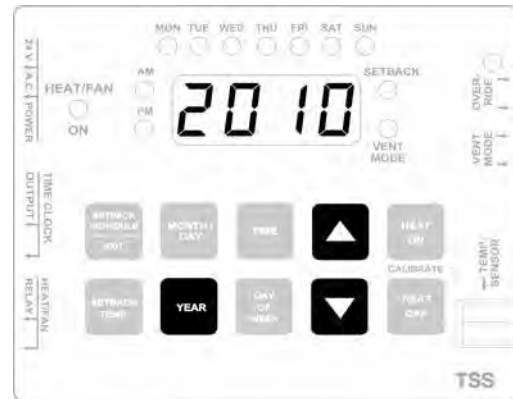 MON TUE WED THU FRI SAT SUN
24 V. A.C. POWER
HEAT/FAN
ON
AM
PM
2010
SETBACK
VENT
MODE
OVER-
RIDE
VENT
MODE
TIME CLOCK
OUTPUT
SETBACK
SCHEDULE
MONTH/
DAY
TIME
HEAT
ON
CALIBRATE
SETBACK
TEMP
YEAR
DAY
OF
WEEK
HEAT
TEMP
SENSOR
HEAT/FAN
RELAY
TSS